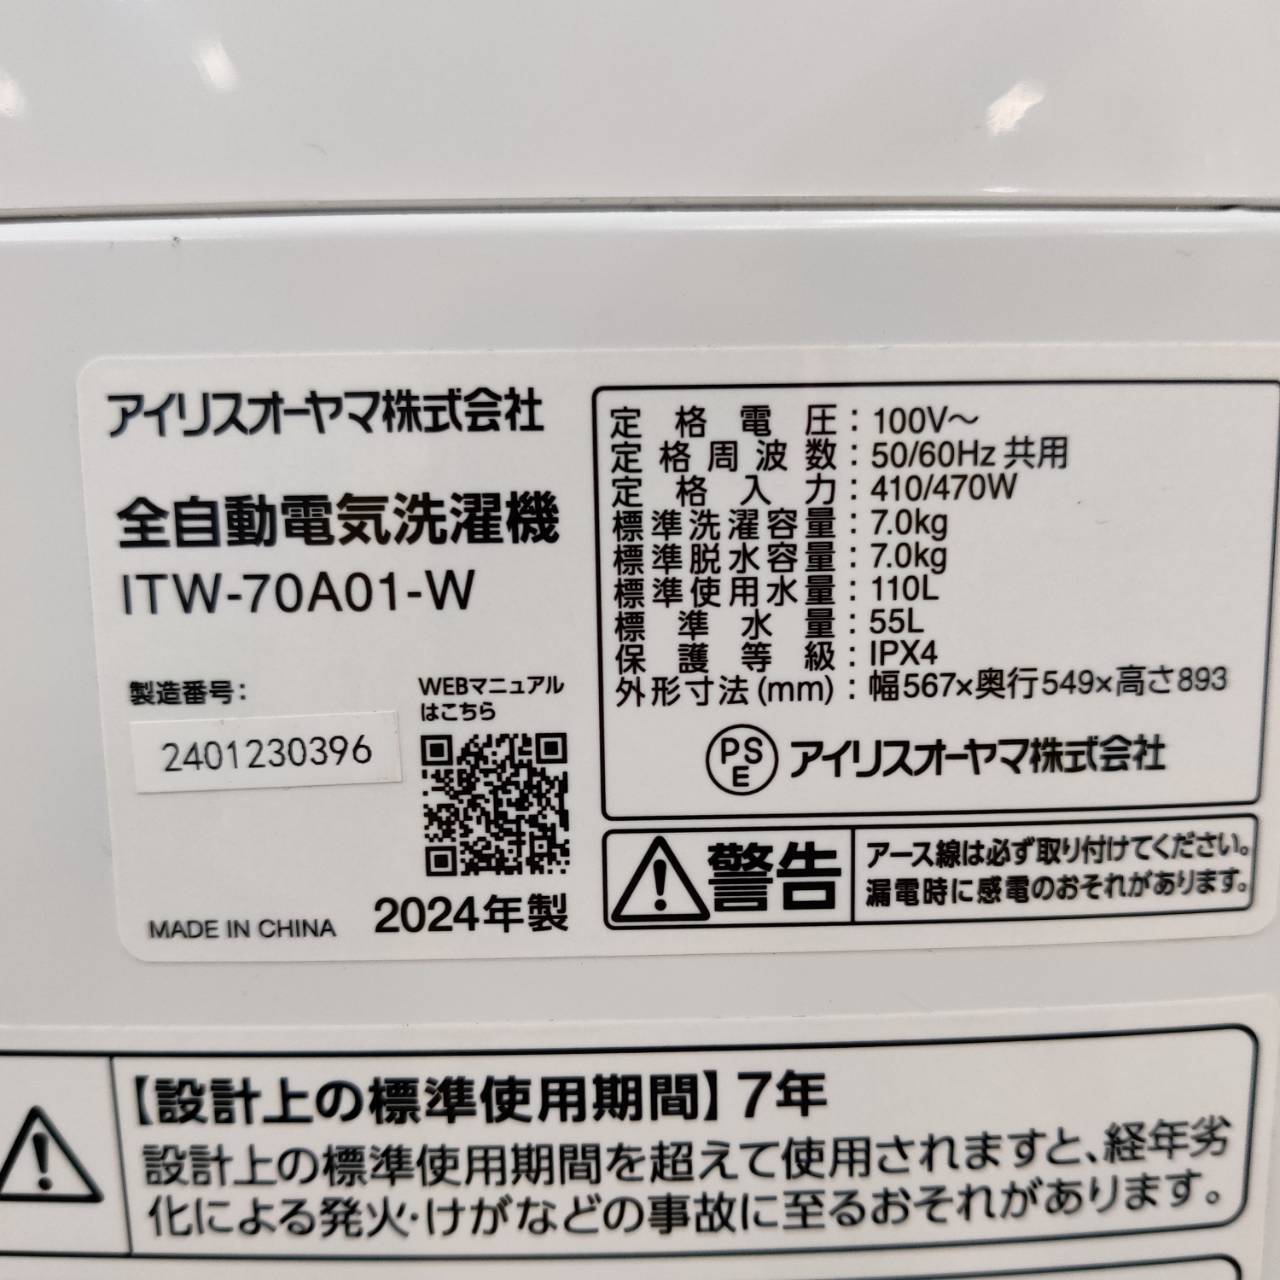 アイリスオーヤマ株式会社
全自動電気洗濯機
ITW-70A01-W
製造番号：
2401230396
WEBマニュアル
はこちら
MADE IN CHINA
2024年製
定格電圧：100V～
定格周波数：50/60Hz 共用
定格入力：410/470W
標準洗濯容量：7.0kg
標準脱水容量：7.0kg
標準使用水量：110L
標準水量：55L
保護等級：IPX4
外形寸法(mm)：幅567×奥行549×高さ893
PSE アイリスオーヤマ株式会社
警告
アース線は必ず取り付けてください。
漏電時に感電のおそれがあります。
【設計上の標準使用期間】7年
設計上の標準使用期間を超えて使用されますと、経年劣
化による発火・けがなどの事故に至るおそれがあります。